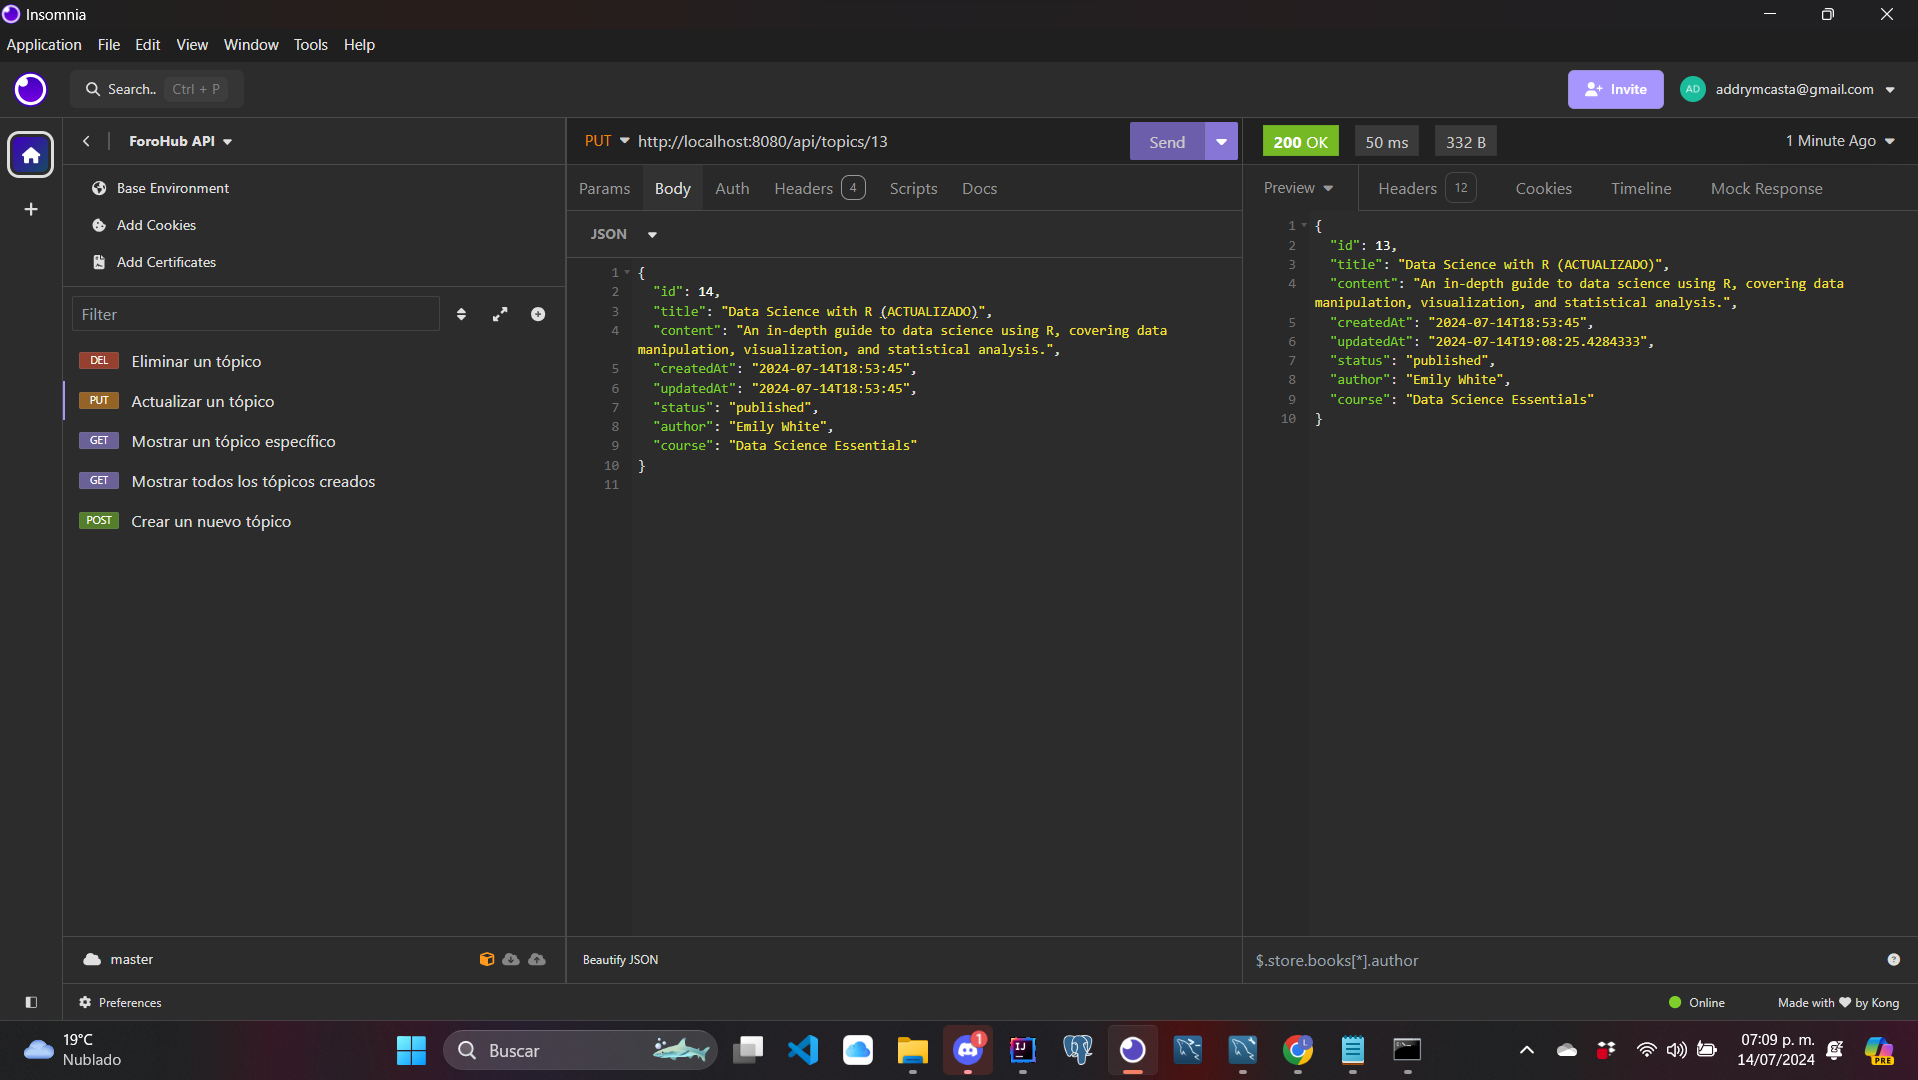 Insomnia
Application File Edit View Window Tools Help
Search.. Ctrl + P
Invite
AD addrymcasta@gmail.com
ForoHub API
Base Environment
Add Cookies
Add Certificates
Filter
DEL Eliminar un tópico
PUT Actualizar un tópico
GET Mostrar un tópico específico
GET Mostrar todos los tópicos creados
POST Crear un nuevo tópico
master
Preferences
PUT http://localhost:8080/api/topics/13 Send
Params Body Auth Headers 4 Scripts Docs
JSON
1 {
2 "id": 14,
3 "title": "Data Science with R (ACTUALIZADO)",
4 "content": "An in-depth guide to data science using R, covering data
manipulation, visualization, and statistical analysis.",
5 "createdAt": "2024-07-14T18:53:45",
6 "updatedAt": "2024-07-14T18:53:45",
7 "status": "published",
8 "author": "Emily White",
9 "course": "Data Science Essentials"
10 }
11
Beautify JSON
200 OK 50 ms 332 B 1 Minute Ago
Preview Headers 12 Cookies Timeline Mock Response
1 {
2 "id": 13,
3 "title": "Data Science with R (ACTUALIZADO)",
4 "content": "An in-depth guide to data science using R, covering data
manipulation, visualization, and statistical analysis.",
5 "createdAt": "2024-07-14T18:53:45",
6 "updatedAt": "2024-07-14T19:08:25.4284333",
7 "status": "published",
8 "author": "Emily White",
9 "course": "Data Science Essentials"
10 }
$.store.books[*].author
?
Online
Made with ❤ by Kong
19°C
Nublado
Buscar
1
IJ
L
PRE
07:09 p. m.
14/07/2024